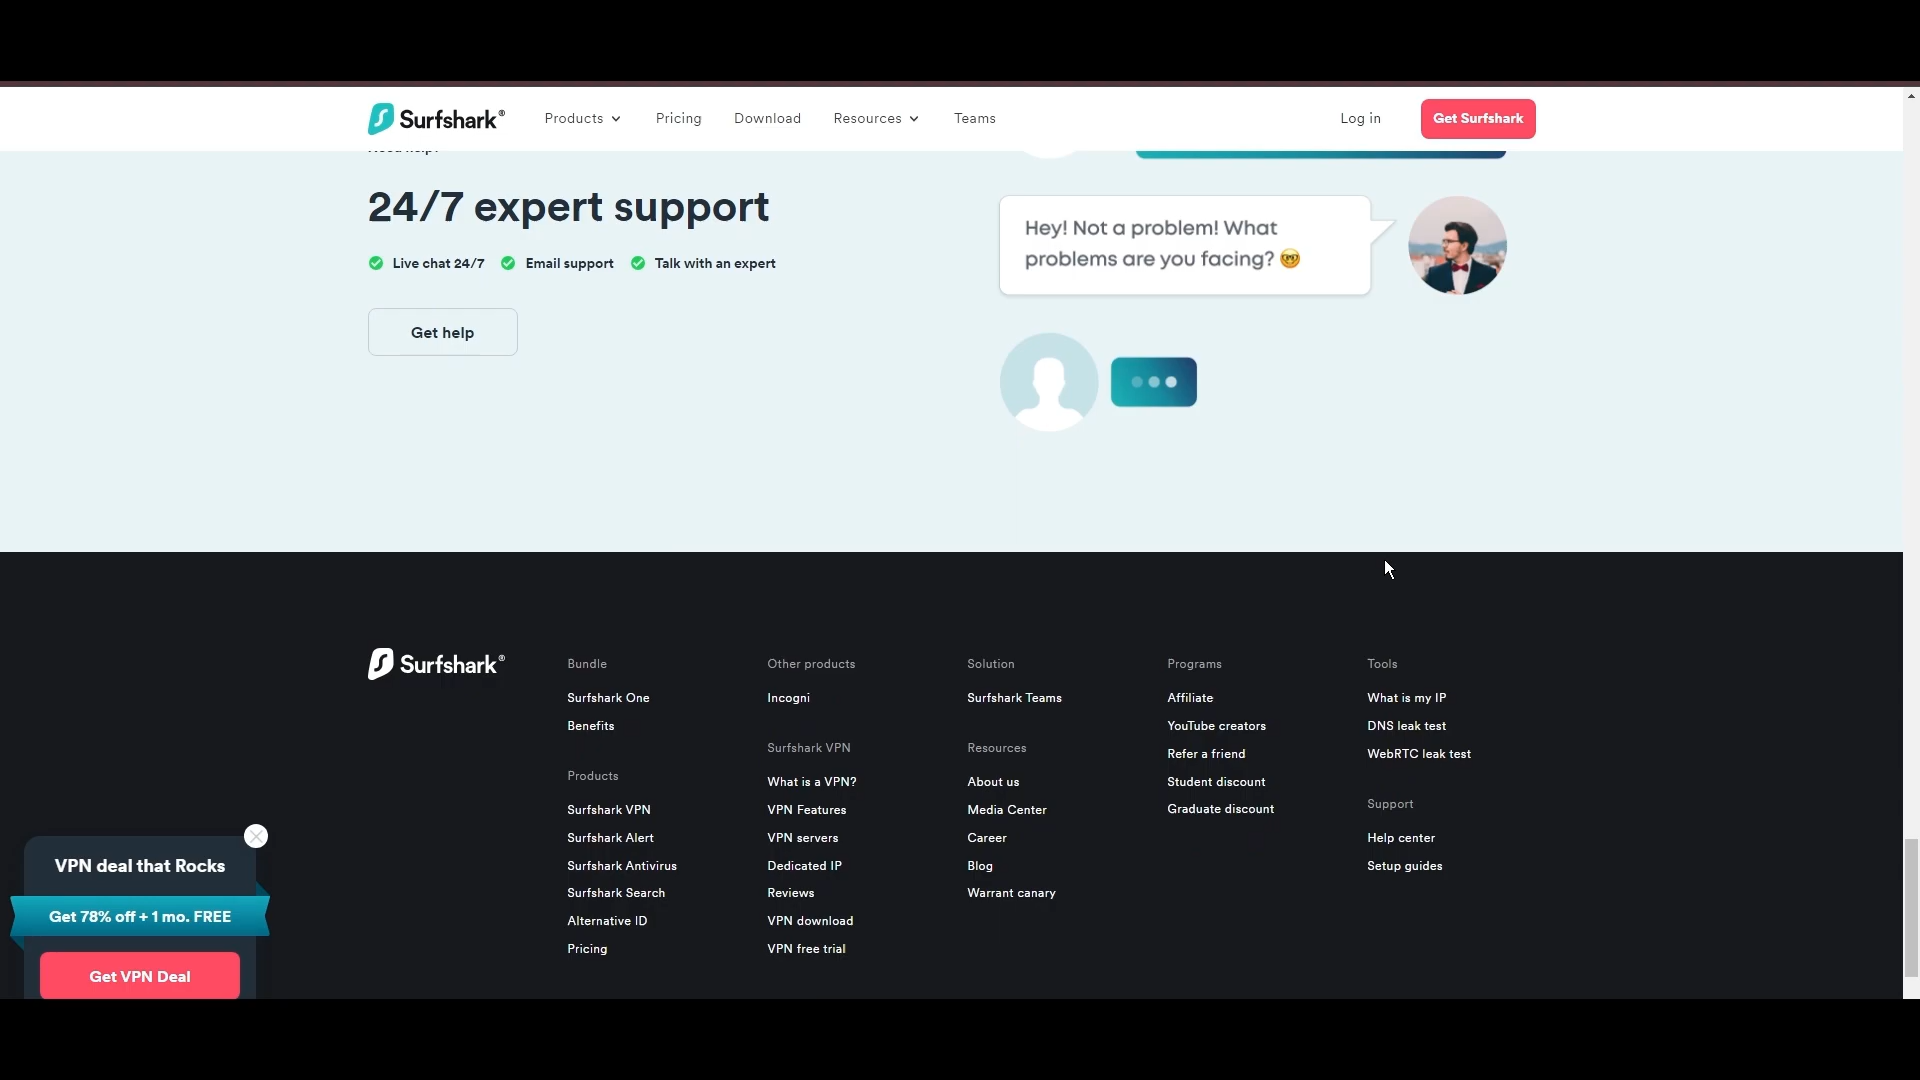 Surfshark®
Products
Pricing
Download
Resources
Teams
Log in
Get Surfshark
24/7 expert support
Live chat 24/7
Email support
Talk with an expert
Get help
Hey! Not a problem! What
problems are you facing? 🤓
Surfshark®
Bundle
Surfshark One
Benefits
Products
Surfshark VPN
Surfshark Alert
Surfshark Antivirus
Surfshark Search
Alternative ID
Pricing
Other products
Incogni
Surfshark VPN
What is a VPN?
VPN Features
VPN servers
Dedicated IP
Reviews
VPN download
VPN free trial
Solution
Surfshark Teams
Resources
About us
Media Center
Career
Blog
Warrant canary
Programs
Affiliate
YouTube creators
Refer a friend
Student discount
Graduate discount
Tools
What is my IP
DNS leak test
WebRTC leak test
Support
Help center
Setup guides
VPN deal that Rocks
Get 78% off + 1 mo. FREE
Get VPN Deal